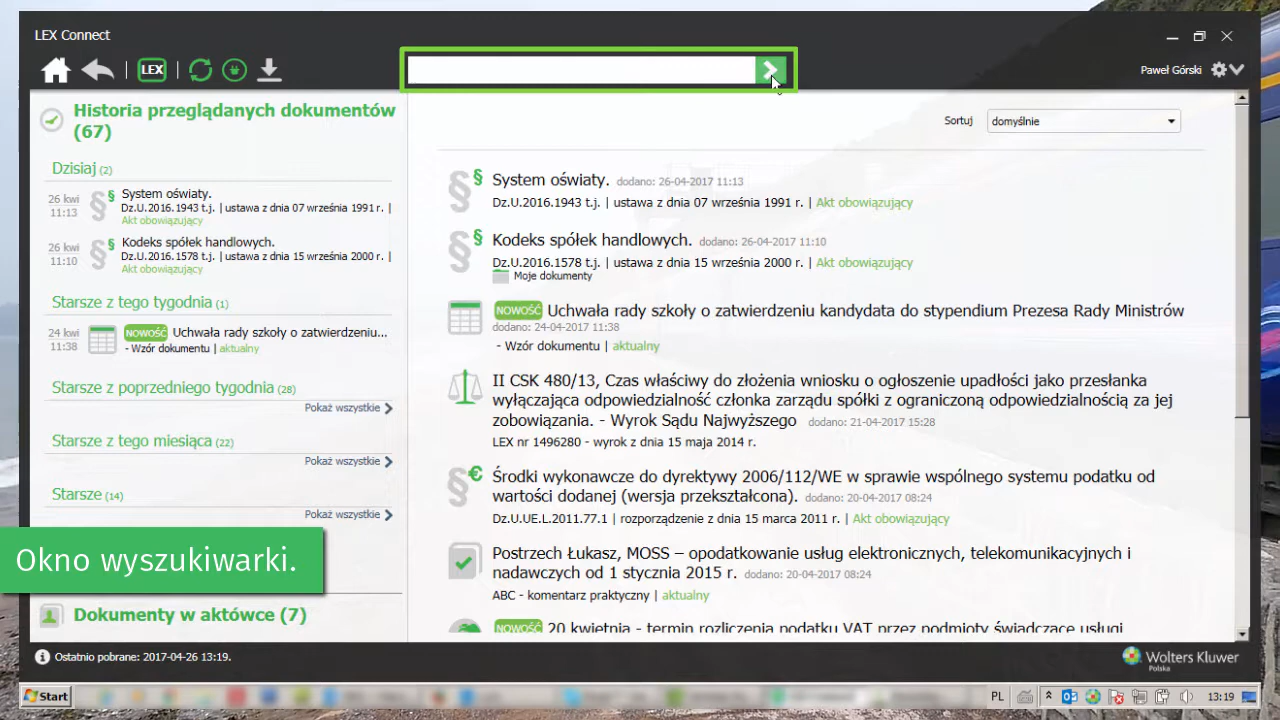 LEX Connect
LEX
Paweł Górski
Historia przeglądanych dokumentów
(67)
Dzisiaj (2)
26 kwi
11:13
System oświaty.
Dz.U.2016.1943 t.j. | ustawa z dnia 07 września 1991 r. |
Akt obowiązujący
26 kwi
11:10
Kodeks spółek handlowych.
Dz.U.2016.1578 t.j. | ustawa z dnia 15 września 2000 r. |
Akt obowiązujący
Starsze z tego tygodnia (1)
24 kwi
11:38
NOWOŚĆ Uchwała rady szkoły o zatwierdzeniu...
- Wzór dokumentu | aktualny
Starsze z poprzedniego tygodnia (28)
Pokaż wszystkie
Starsze z tego miesiąca (22)
Pokaż wszystkie
Starsze (14)
Pokaż wszystkie
Okno wyszukiwarki.
Dokumenty w aktówce (7)
Sortuj domyślnie
System oświaty. dodano: 26-04-2017 11:13
Dz.U.2016.1943 t.j. | ustawa z dnia 07 września 1991 r. | Akt obowiązujący
Kodeks spółek handlowych. dodano: 26-04-2017 11:10
Dz.U.2016.1578 t.j. | ustawa z dnia 15 września 2000 r. | Akt obowiązujący
Moje dokumenty
NOWOŚĆ Uchwała rady szkoły o zatwierdzeniu kandydata do stypendium Prezesa Rady Ministrów
dodano: 24-04-2017 11:38
- Wzór dokumentu | aktualny
II CSK 480/13, Czas właściwy do złożenia wniosku o ogłoszenie upadłości jako przesłanka
wyłączająca odpowiedzialność członka zarządu spółki z ograniczoną odpowiedzialnością za jej
zobowiązania. - Wyrok Sądu Najwyższego dodano: 21-04-2017 15:28
LEX nr 1496280 - wyrok z dnia 15 maja 2014 r.
Środki wykonawcze do dyrektywy 2006/112/WE w sprawie wspólnego systemu podatku od
wartości dodanej (wersja przekształcona). dodano: 20-04-2017 08:24
Dz.U.UE.L.2011.77.1 | rozporządzenie z dnia 15 marca 2011 r. | Akt obowiązujący
Postrzech Łukasz, MOSS – opodatkowanie usług elektronicznych, telekomunikacyjnych i
nadawczych od 1 stycznia 2015 r. dodano: 20-04-2017 08:24
ABC - komentarz praktyczny | aktualny
NOWOŚĆ 20 kwietnia - termin rozliczenia podatku VAT przez podmioty świadczące usługi
Ostatnio pobrane: 2017-04-26 13:19.
Wolters Kluwer
Polska
Start
PL
13:19